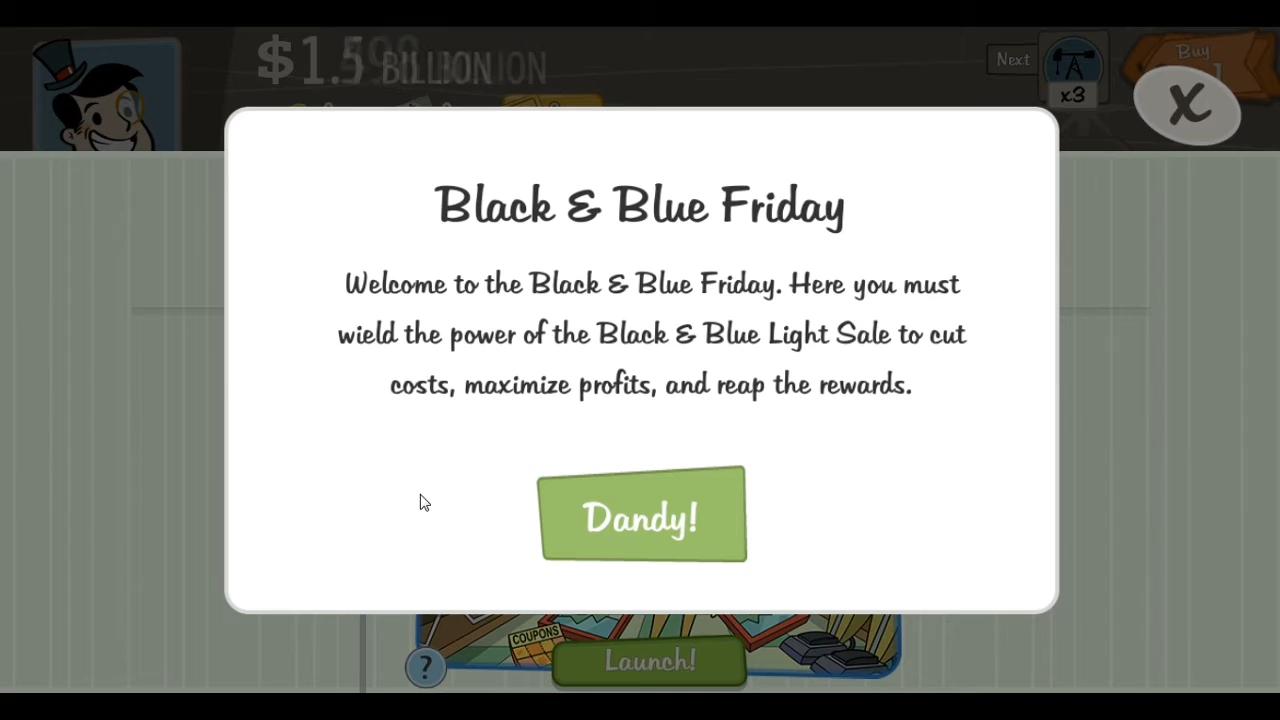 $1.5 BILLION
Next
x3
Buy
X
Black & Blue Friday
Welcome to the Black & Blue Friday. Here you must
wield the power of the Black & Blue Light Sale to cut
costs, maximize profits, and reap the rewards.
Dandy!
COUPONS
Launch!
?